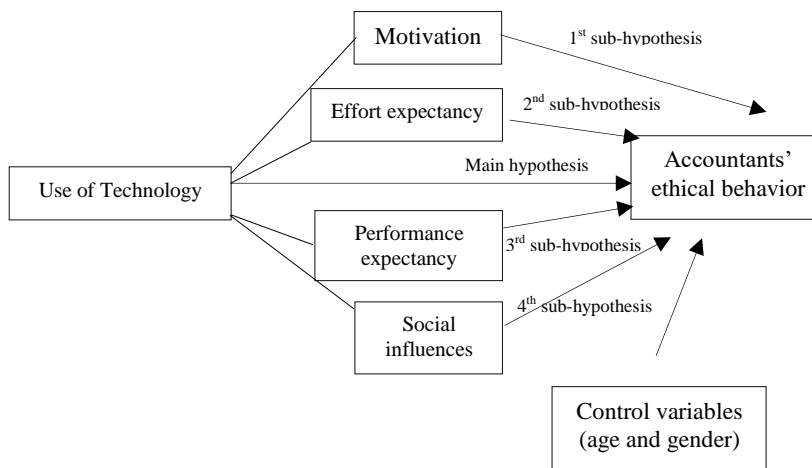 Motivation
1st sub-hypothesis
Effort expectancy
2nd sub-hypothesis
Use of Technology
Main hypothesis
Accountants’
ethical behavior
Performance
expectancy
3rd sub-hypothesis
Social
influences
4th sub-hypothesis
Control variables
(age and gender)